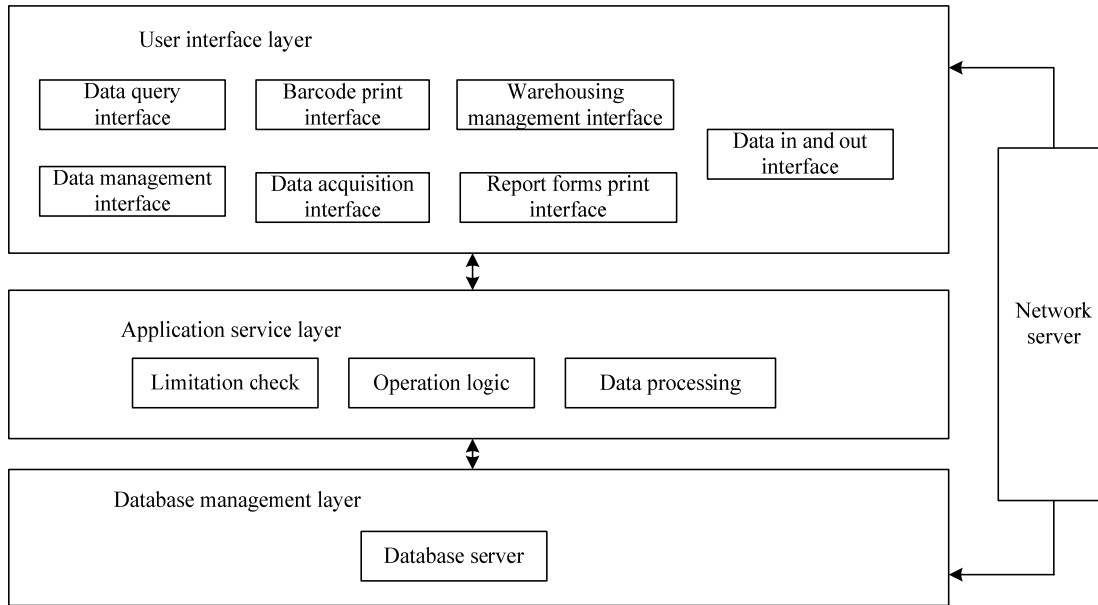 User interface layer
Data query
interface
Barcode print
interface
Warehousing
management interface
Data in and out
interface
Data management
interface
Data acquisition
interface
Report forms print
interface
Network
server
Application service layer
Limitation check
Operation logic
Data processing
Database management layer
Database server